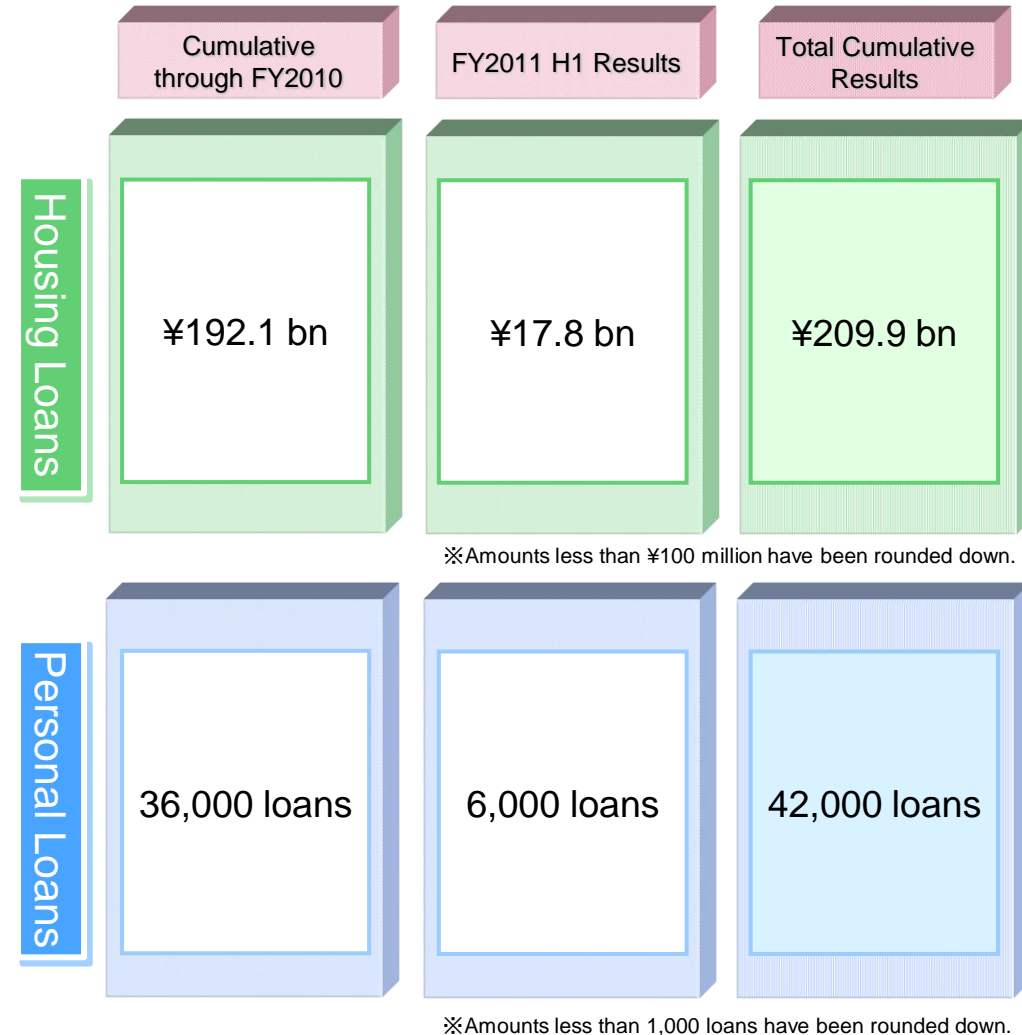 Cumulative
through FY2010
FY2011 H1 Results
Total Cumulative
Results
Housing Loans
¥192.1 bn
¥17.8 bn
¥209.9 bn
※Amounts less than ¥100 million have been rounded down.
Personal Loans
36,000 loans
6,000 loans
42,000 loans
※Amounts less than 1,000 loans have been rounded down.